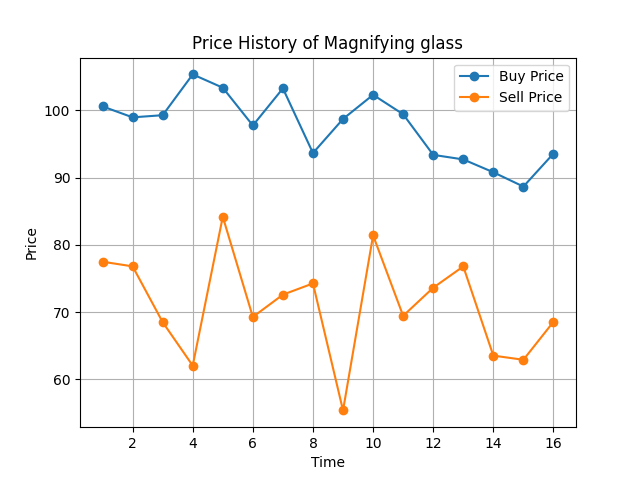 Price History of Magnifying glass
Buy Price
Sell Price
100
90
80
70
60
Price
2 4 6 8 10 12 14 16
Time